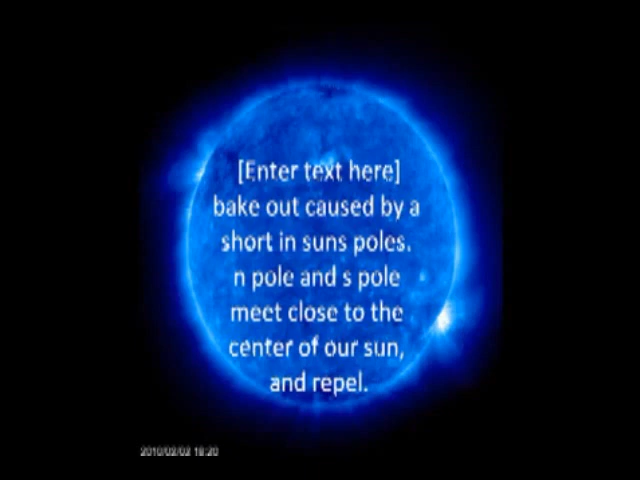 [Enter text here]
bake out caused by a
short in suns poles.
n pole and s pole
meet close to the
center of our sun,
and repel.
2010/02/02 18:20